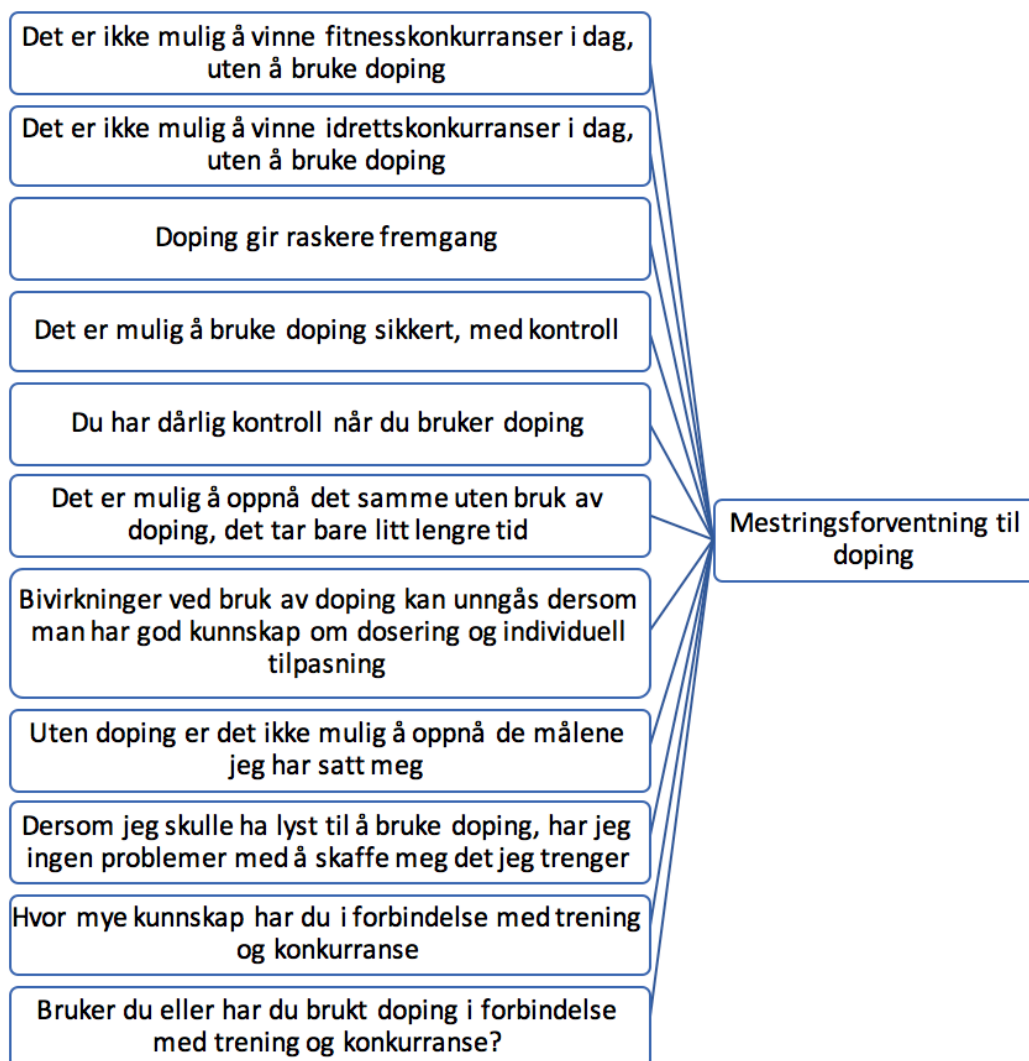 Det er ikke mulig å vinne fitnesskonkurranser i dag,
uten å bruke doping
Det er ikke mulig å vinne idrettskonkurranser i dag,
uten å bruke doping
Doping gir raskere fremgang
Det er mulig å bruke doping sikkert, med kontroll
Du har dårlig kontroll når du bruker doping
Det er mulig å oppnå det samme uten bruk av
doping, det tar bare litt lengre tid
Bivirkninger ved bruk av doping kan unngås dersom
man har god kunnskap om dosering og individuell
tilpasning
Uten doping er det ikke mulig å oppnå de målene
jeg har satt meg
Dersom jeg skulle ha lyst til å bruke doping, har jeg
ingen problemer med å skaffe meg det jeg trenger
Hvor mye kunnskap har du i forbindelse med trening
og konkurranse
Bruker du eller har du brukt doping i forbindelse
med trening og konkurranse?
Mestringsforventning til
doping